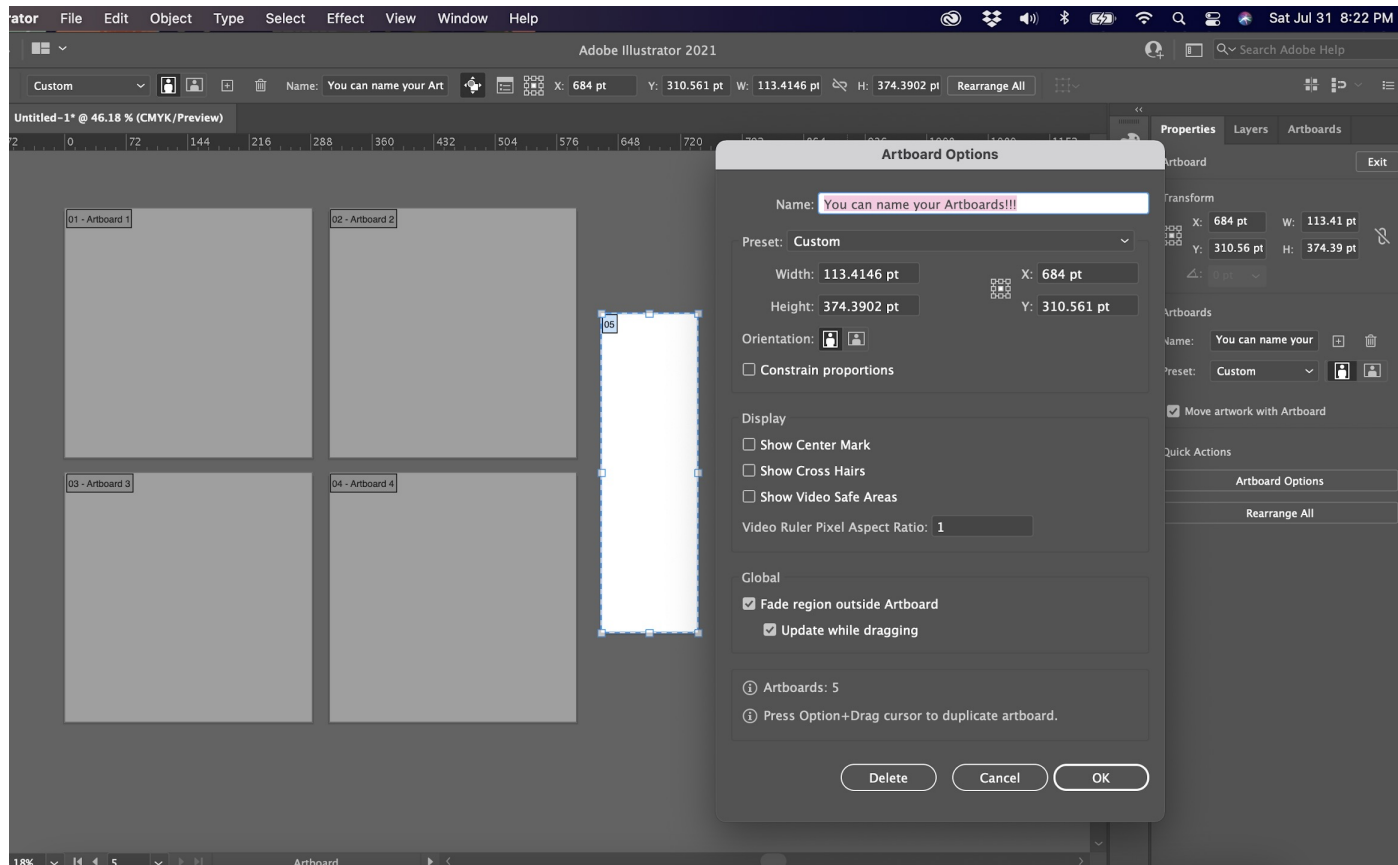 ator File Edit Object Type Select Effect View Window Help Sat Jul 31 8:22 PM
Adobe Illustrator 2021 Search Adobe Help
Custom Name: You can name your Art X: 684 pt Y: 310.561 pt W: 113.4146 pt H: 374.3902 pt Rearrange All
Untitled-1* @ 46.18 % (CMYK/Preview)
72 0 72 144 216 288 360 432 504 576 648 720
Artboard Options
Name: You can name your Artboards!!!
Preset: Custom
Width: 113.4146 pt X: 684 pt
Height: 374.3902 pt Y: 310.561 pt
Orientation:
Constrain proportions
Display
Show Center Mark
Show Cross Hairs
Show Video Safe Areas
Video Ruler Pixel Aspect Ratio: 1
Global
Fade region outside Artboard
Update while dragging
Artboards: 5
Press Option+Drag cursor to duplicate artboard.
Delete Cancel OK
01 - Artboard 1
02 - Artboard 2
03 - Artboard 3
04 - Artboard 4
05
Properties Layers Artboards
Artboard Exit
Transform
X: 684 pt W: 113.41 pt
Y: 310.56 pt H: 374.39 pt
0 pt
Artboards
Name: You can name your
Preset: Custom
Move artwork with Artboard
Quick Actions
Artboard Options
Rearrange All
18% 5 Artboard